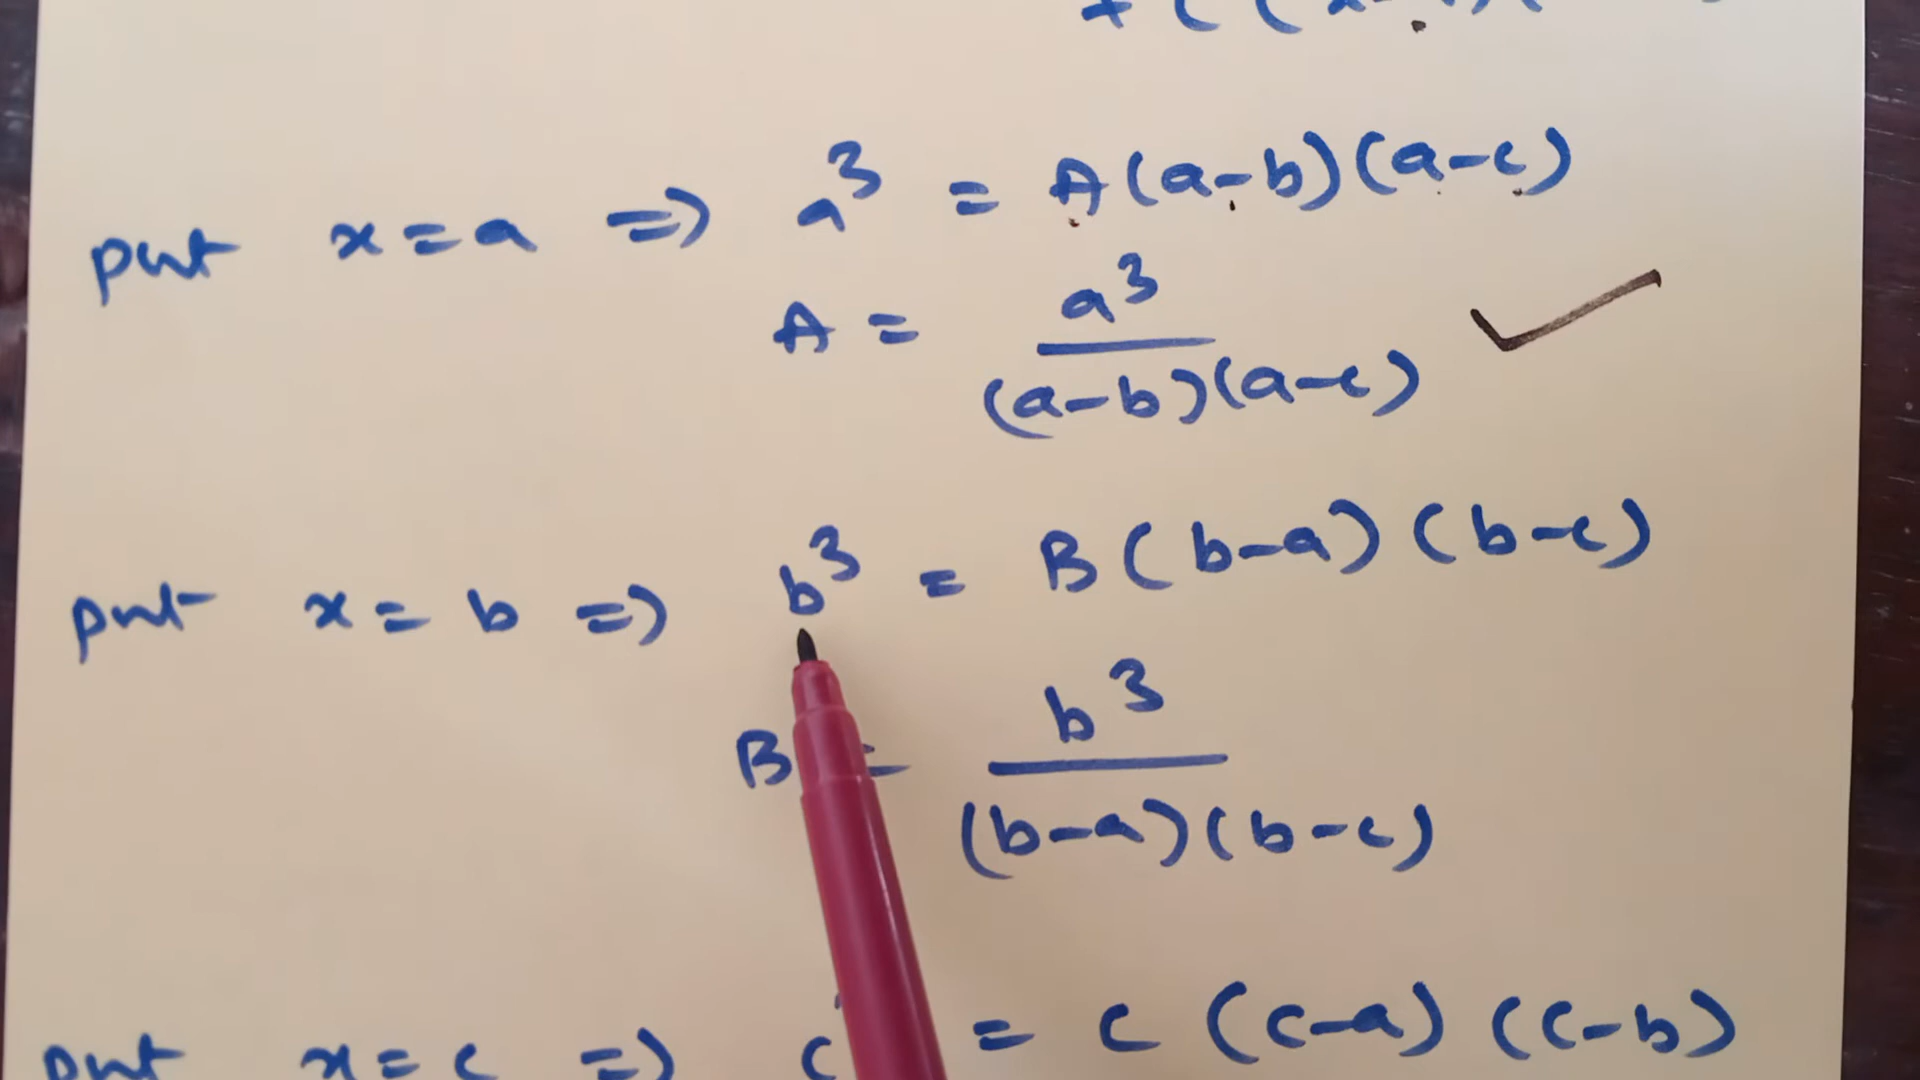 put x=a => a³ = A(a-b)(a-c)
A = a³/(a-b)(a-c) ✓
put x=b => b³ = B(b-a)(b-c)
B = b³/(b-a)(b-c)
put x=c => c = C(c-a)(c-b)